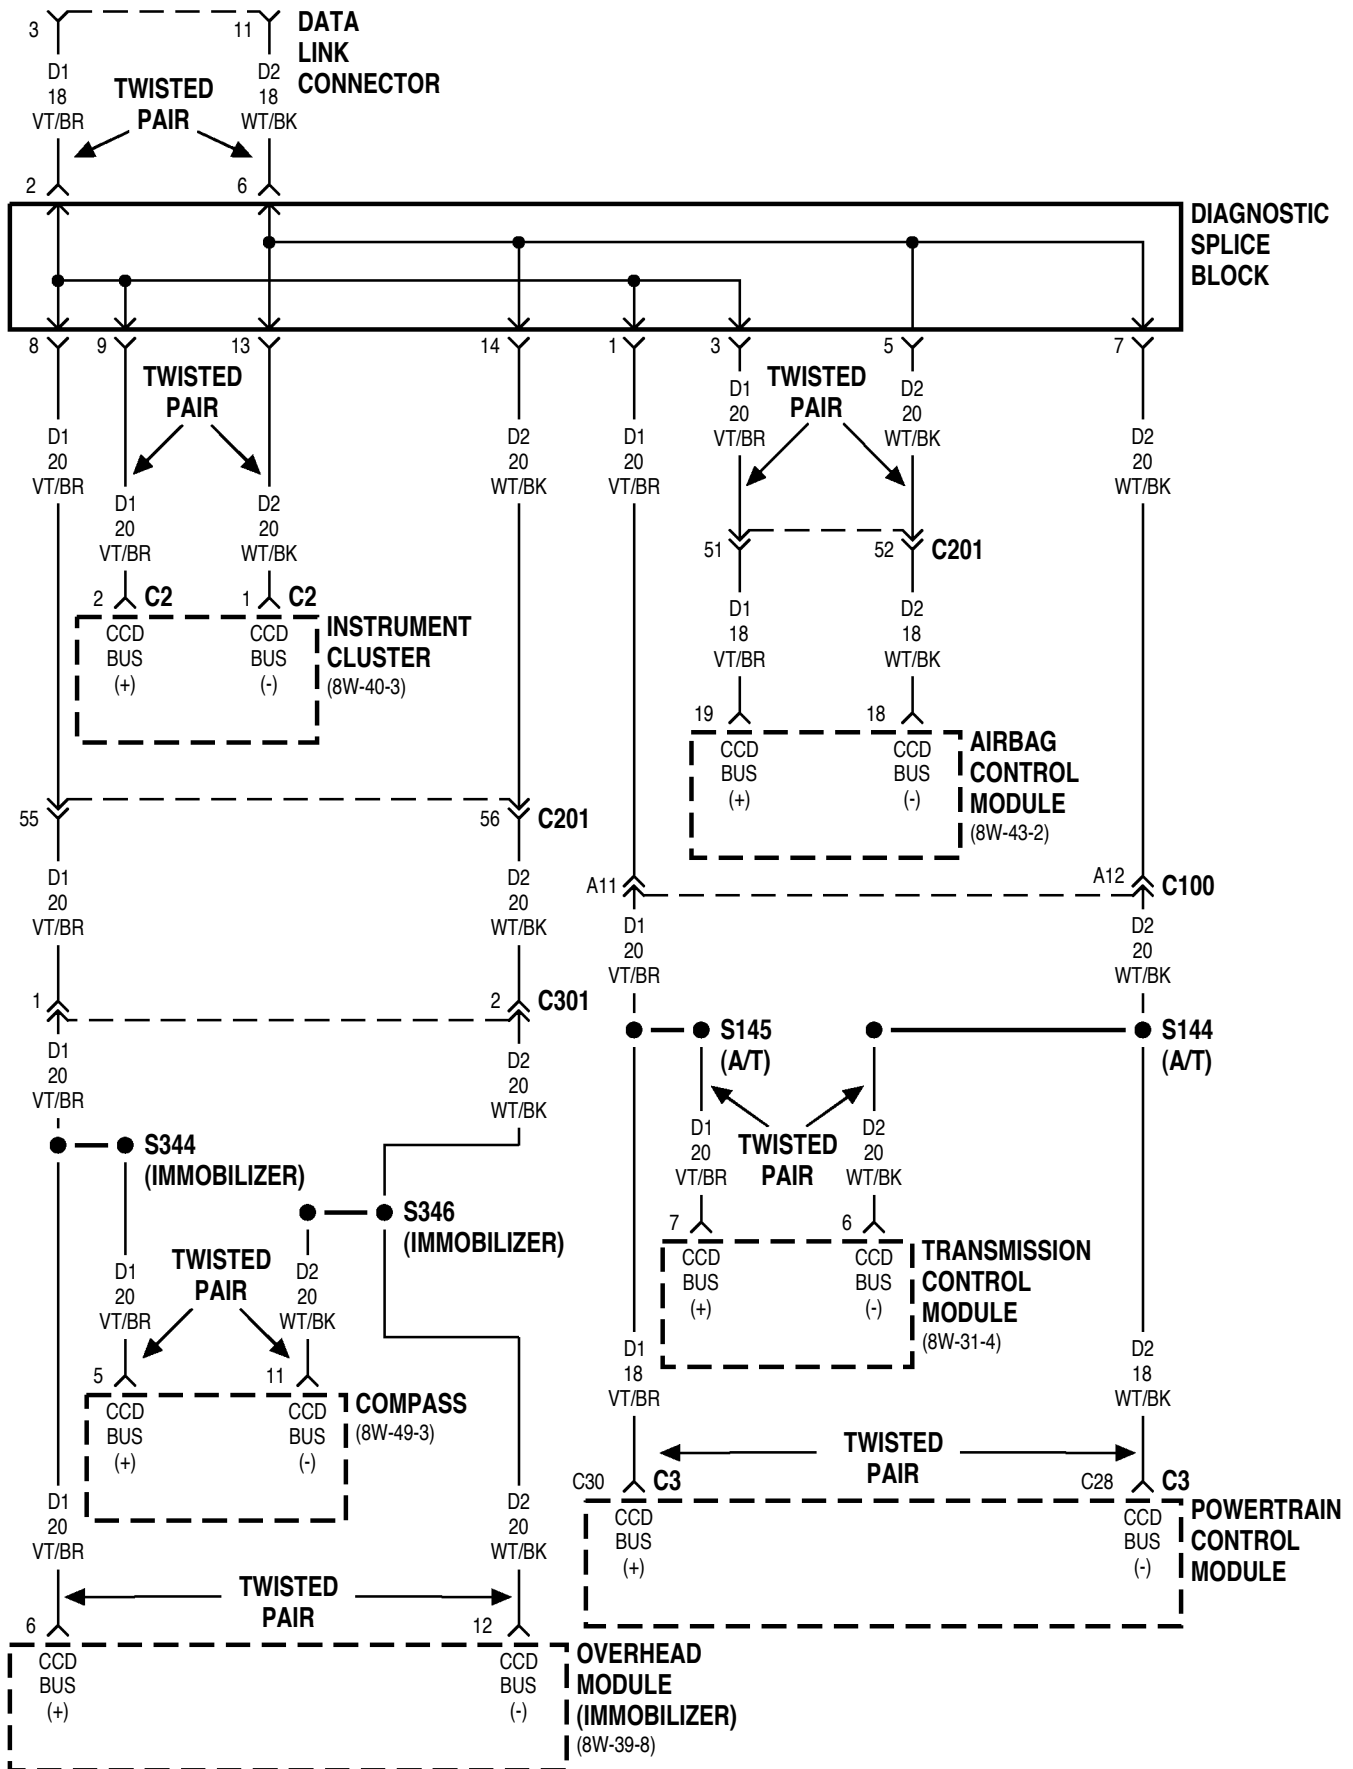 3
11
DATA
LINK
CONNECTOR
D1
18
VT/BR
D2
18
WT/BK
TWISTED
PAIR
2
6
DIAGNOSTIC
SPLICE
BLOCK
8
9
13
14
1
3
5
7
TWISTED
PAIR
TWISTED
PAIR
D1
20
VT/BR
D1
20
VT/BR
D2
20
WT/BK
D2
20
WT/BK
D1
20
VT/BR
D1
20
VT/BR
D2
20
WT/BK
D2
20
WT/BK
51
52
C201
2
C2
1
C2
CCD
BUS
(+)
CCD
BUS
(-)
INSTRUMENT
CLUSTER
(8W-40-3)
D1
18
VT/BR
D2
18
WT/BK
19
18
CCD
BUS
(+)
CCD
BUS
(-)
AIRBAG
CONTROL
MODULE
(8W-43-2)
55
56
C201
A11
A12
C100
D1
20
VT/BR
D2
20
WT/BK
D1
20
VT/BR
D2
20
WT/BK
1
2
C301
D1
20
VT/BR
D2
20
WT/BK
S145
(A/T)
S144
(A/T)
TWISTED
PAIR
D1
20
VT/BR
D2
20
WT/BK
S344
(IMMOBILIZER)
S346
(IMMOBILIZER)
7
6
CCD
BUS
(+)
CCD
BUS
(-)
TRANSMISSION
CONTROL
MODULE
(8W-31-4)
TWISTED
PAIR
D1
20
VT/BR
D2
20
WT/BK
5
11
CCD
BUS
(+)
CCD
BUS
(-)
COMPASS
(8W-49-3)
D1
18
VT/BR
D2
18
WT/BK
TWISTED
PAIR
C30
C3
C28
C3
CCD
BUS
(+)
CCD
BUS
(-)
POWERTRAIN
CONTROL
MODULE
D1
20
VT/BR
D2
20
WT/BK
TWISTED
PAIR
6
12
CCD
BUS
(+)
CCD
BUS
(-)
OVERHEAD
MODULE
(IMMOBILIZER)
(8W-39-8)